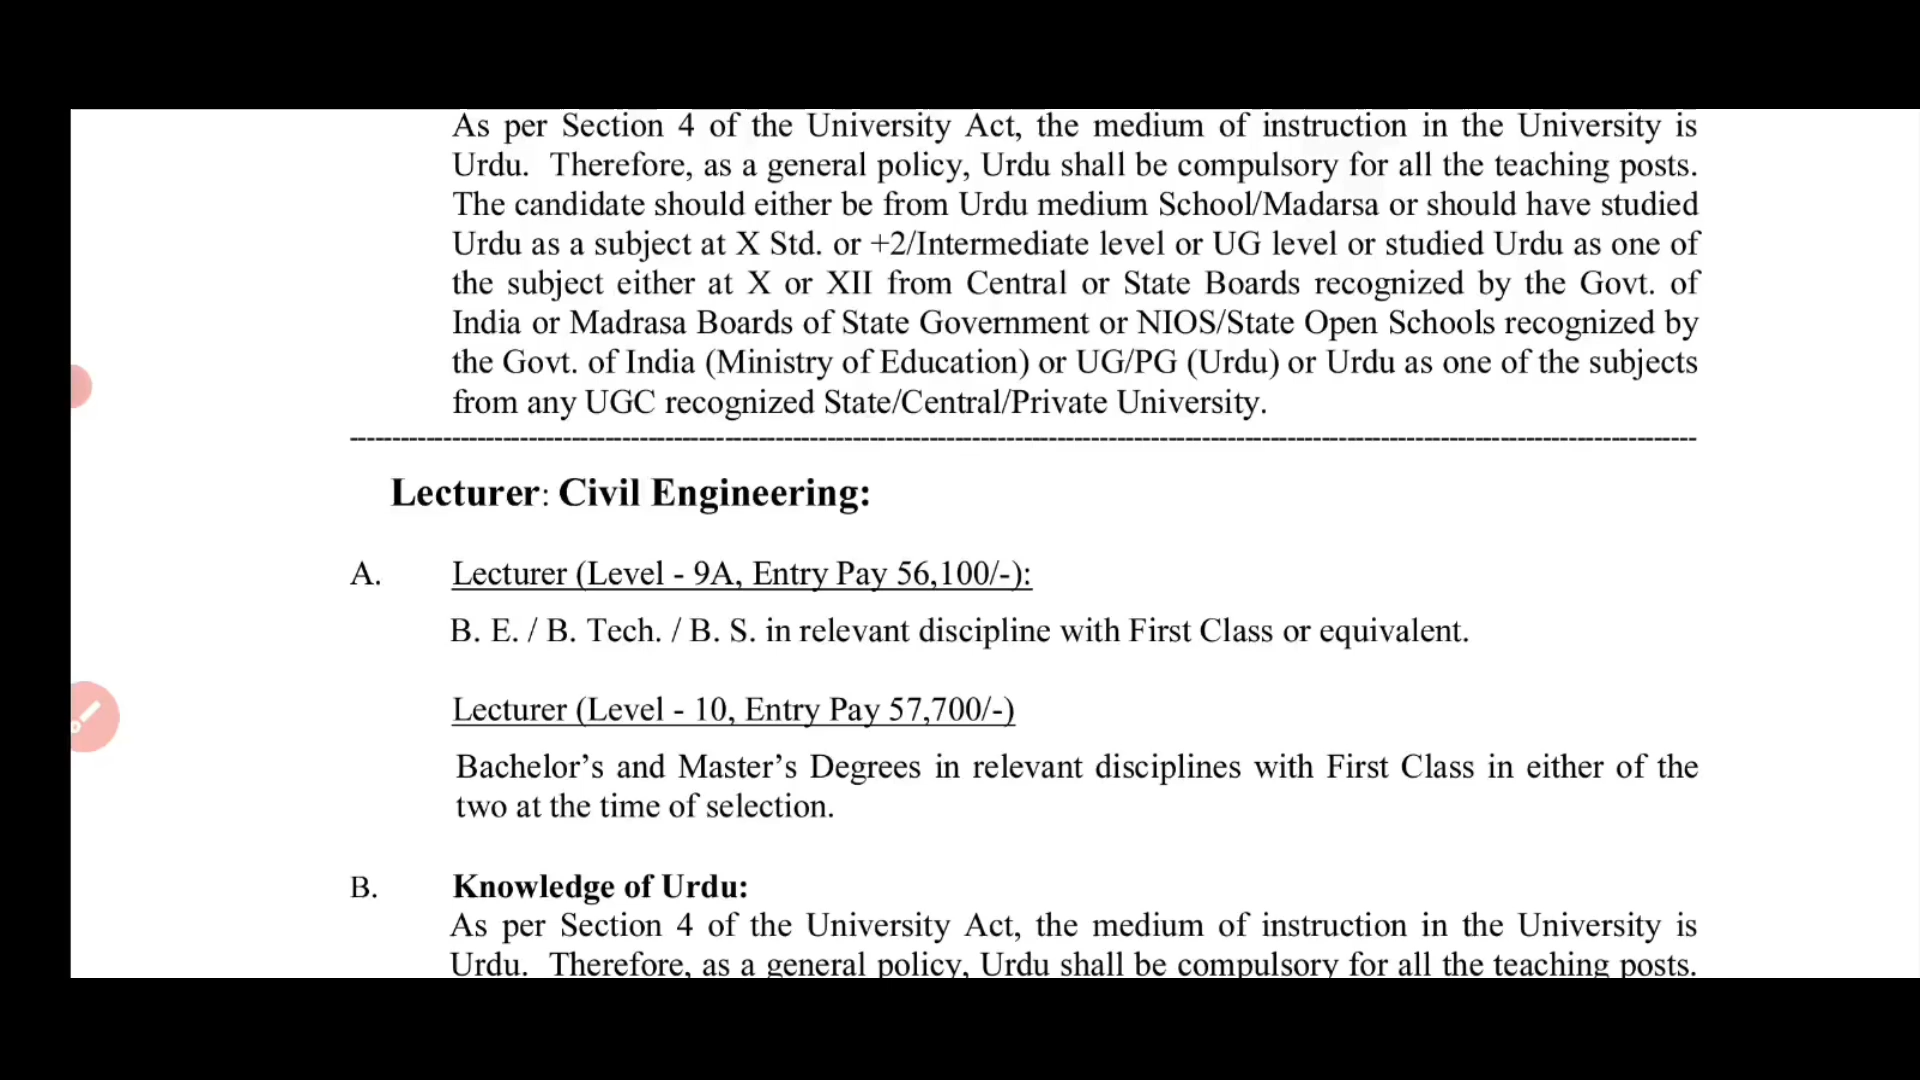 As per Section 4 of the University Act, the medium of instruction in the University is
Urdu. Therefore, as a general policy, Urdu shall be compulsory for all the teaching posts.
The candidate should either be from Urdu medium School/Madarsa or should have studied
Urdu as a subject at X Std. or +2/Intermediate level or UG level or studied Urdu as one of
the subject either at X or XII from Central or State Boards recognized by the Govt. of
India or Madrasa Boards of State Government or NIOS/State Open Schools recognized by
the Govt. of India (Ministry of Education) or UG/PG (Urdu) or Urdu as one of the subjects
from any UGC recognized State/Central/Private University.
Lecturer: Civil Engineering:
A. Lecturer (Level - 9A, Entry Pay 56,100/-):
B. E. / B. Tech. / B. S. in relevant discipline with First Class or equivalent.
Lecturer (Level - 10, Entry Pay 57,700/-)
Bachelor’s and Master’s Degrees in relevant disciplines with First Class in either of the
two at the time of selection.
B. Knowledge of Urdu:
As per Section 4 of the University Act, the medium of instruction in the University is
Urdu. Therefore, as a general policy, Urdu shall be compulsory for all the teaching posts.